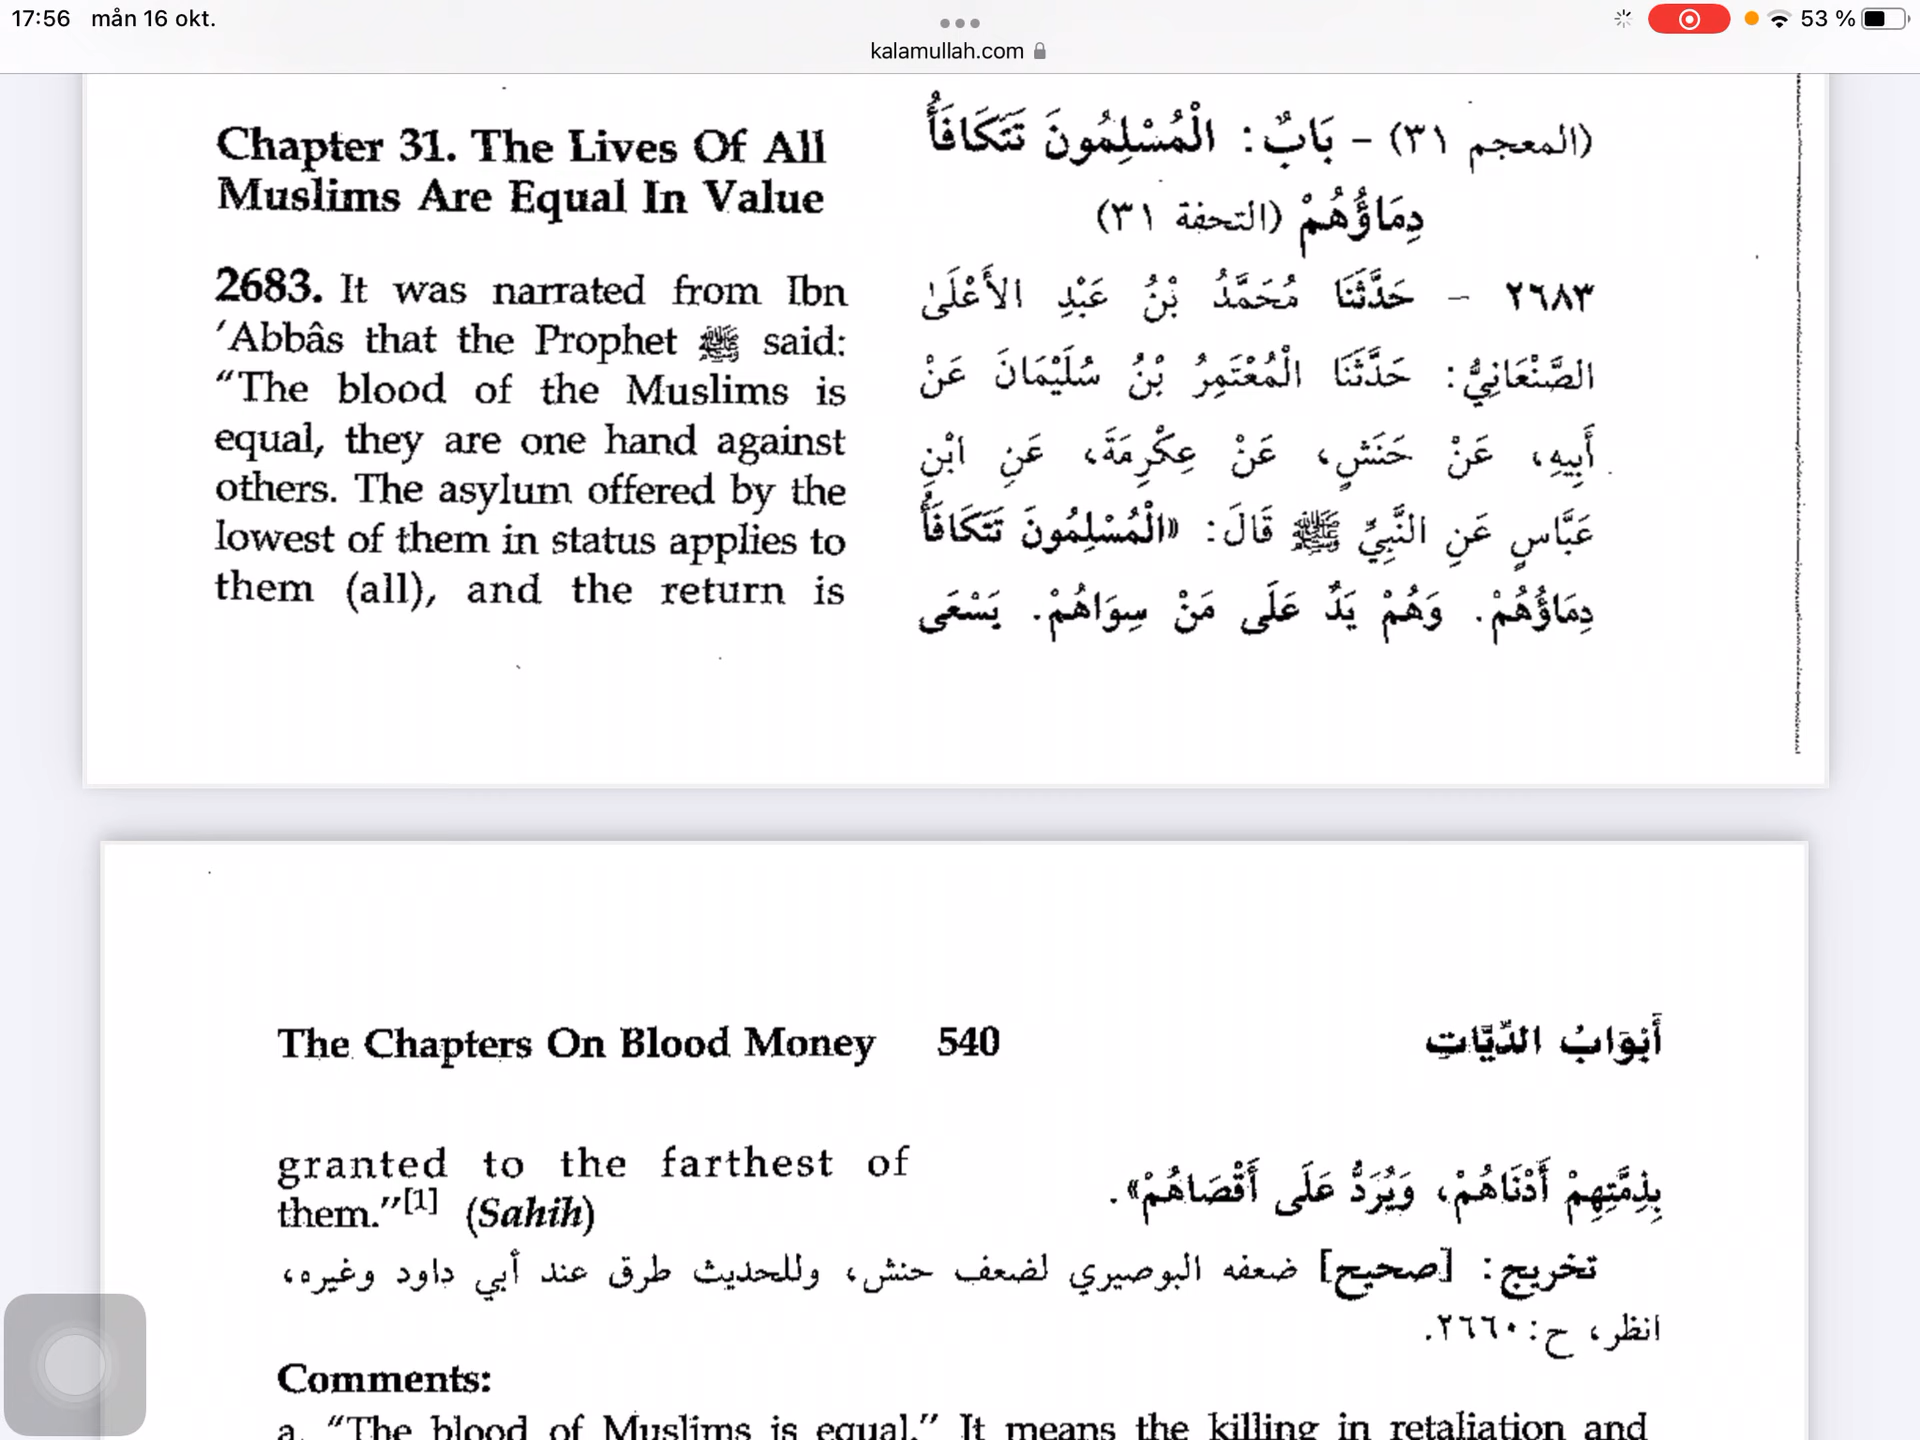 17:56 mån 16 okt.
53 %
kalamullah.com
Chapter 31. The Lives Of All
Muslims Are Equal In Value
2683. It was narrated from Ibn
'Abbâs that the Prophet ﷺ said:
“The blood of the Muslims is
equal, they are one hand against
others. The asylum offered by the
lowest of them in status applies to
them (all), and the return is
(المعجم ٣١) – بَابٌ: الْمُسْلِمُونَ تَتَكَافَأُ
دِمَاؤُهُمْ (التحفة ٣١)
٢٦٨٣ – حَدَّثَنَا مُحَمَّدُ بْنُ عَبْدِ الأَعْلَىٰ
الصَّنْعَانِيُّ: حَدَّثَنَا الْمُعْتَمِرُ بْنُ سُلَيْمَانَ عَنْ
أَبِيهِ، عَنْ حَنَشٍ، عَنْ عِكْرِمَةَ، عَنِ ابْنِ
عَبَّاسٍ عَنِ النَّبِيِّ ﷺ قَالَ: «الْمُسْلِمُونَ تَتَكَافَأُ
دِمَاؤُهُمْ. وَهُمْ يَدٌ عَلَى مَنْ سِوَاهُمْ. يَسْعَى
The Chapters On Blood Money 540 أَبْوَابُ الدِّيَّاتِ
granted to the farthest of
them.”[1] (Sahih)
بِذِمَّتِهِمْ أَدْنَاهُمْ، وَيُرَدُّ عَلَى أَقْصَاهُمْ».
تخريج: [صحيح] ضعفه البوصيري لضعف حنش، وللحديث طرق عند أبي داود وغيره،
انظر، ح:٢٦٦٠.
Comments:
a. “The blood of Muslims is equal.” It means the killing in retaliation and